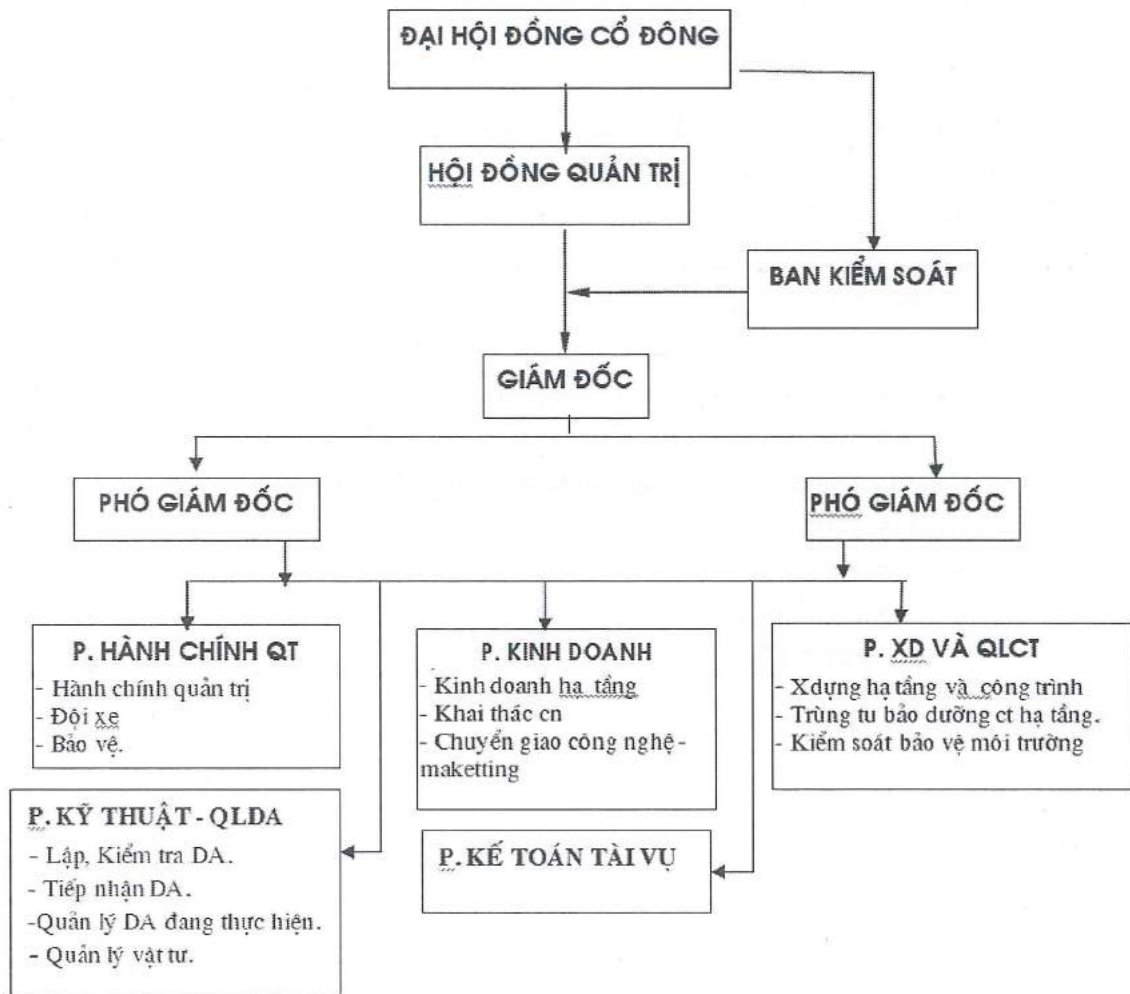 ĐẠI HỘI ĐỒNG CỔ ĐÔNG
HỘI ĐỒNG QUẢN TRỊ
BAN KIỂM SOÁT
GIÁM ĐỐC
PHÓ GIÁM ĐỐC
PHÓ GIÁM ĐỐC
P. HÀNH CHÍNH QT
- Hành chính quản trị
- Đội xe
- Bảo vệ.
P. KINH DOANH
- Kinh doanh hạ tầng
- Khai thác cn
- Chuyển giao công nghệ-
maketting
P. XD VÀ QLCT
- Xdựng hạ tầng và công trình
- Trùng tu bảo dưỡng ct hạ tầng.
- Kiểm soát bảo vệ môi trường
P. KỸ THUẬT - QLDA
- Lập, Kiểm tra DA.
- Tiếp nhận DA.
-Quản lý DA đang thực hiện.
- Quản lý vật tư.
P. KẾ TOÁN TÀI VỤ